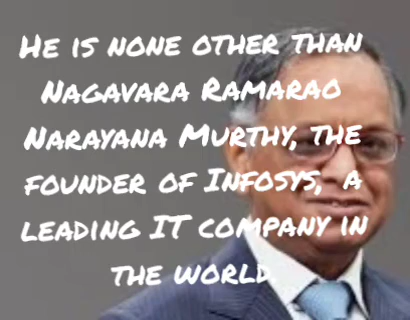 He is none other than
Nagavara Ramarao
Narayana Murthy, the
founder of Infosys, a
leading IT company in
the world.